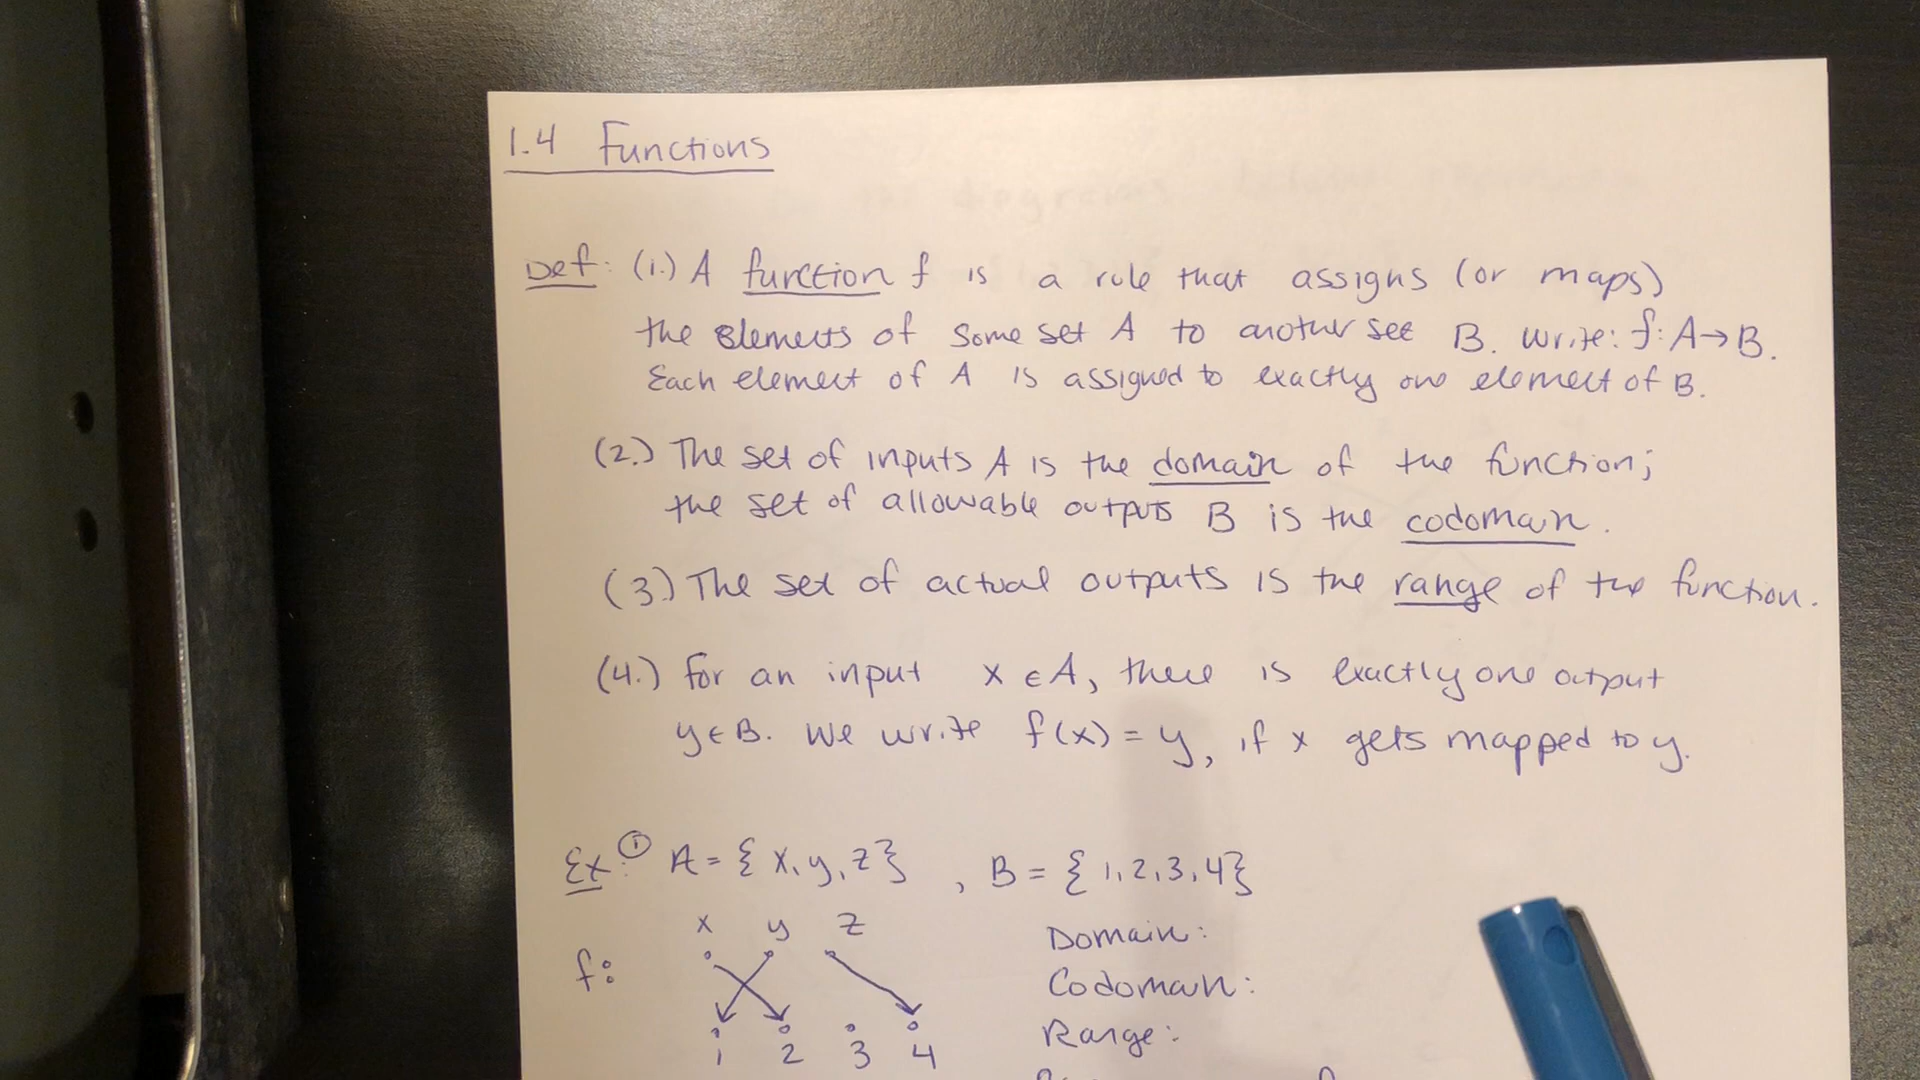 1.4 Functions
Def: (1.) A function f is a rule that assigns (or maps)
the elements of some set A to another set B. Write: f: A→B.
Each element of A is assigned to exactly one element of B.
(2.) The set of inputs A is the domain of the function;
the set of allowable outputs B is the codomain.
(3.) The set of actual outputs is the range of the function.
(4.) For an input x ∈ A, there is exactly one output
y ∈ B. We write f(x) = y, if x gets mapped to y.
Ex: ① A = {x, y, z}, B = {1, 2, 3, 4}
x y z
f:
1 2 3 4
Domain:
Codomain:
Range: